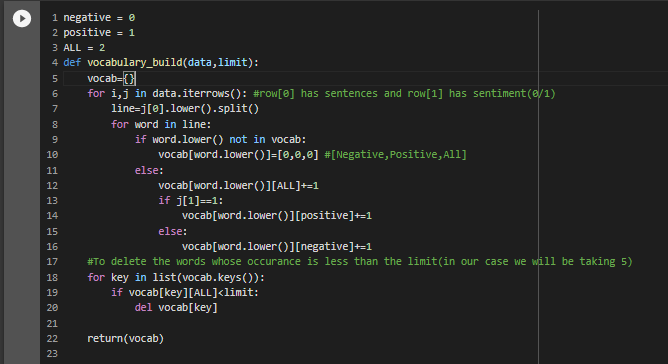 1 negative = 0
2 positive = 1
3 ALL = 2
4 def vocabulary_build(data,limit):
5     vocab={}
6     for i,j in data.iterrows(): #row[0] has sentences and row[1] has sentiment(0/1)
7         line=j[0].lower().split()
8         for word in line:
9             if word.lower() not in vocab:
10                 vocab[word.lower()]=[0,0,0] #[Negative,Positive,All]
11             else:
12                 vocab[word.lower()][ALL]+=1
13                 if j[1]==1:
14                     vocab[word.lower()][positive]+=1
15                 else:
16                     vocab[word.lower()][negative]+=1
17     #To delete the words whose occurance is less than the limit(in our case we will be taking 5)
18     for key in list(vocab.keys()):
19         if vocab[key][ALL]<limit:
20             del vocab[key]
21
22     return(vocab)
23